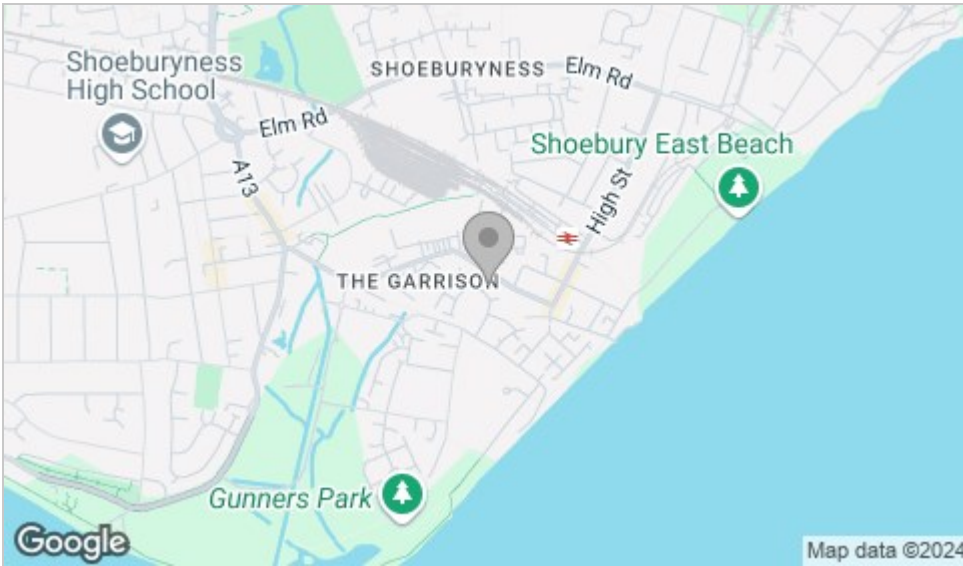 Shoeburyness
High School
SHOEBURYNESS
Elm Rd
Elm Rd
Shoebury East Beach
A13
High St
THE GARRISON
Gunners Park
Google
Map data ©2024